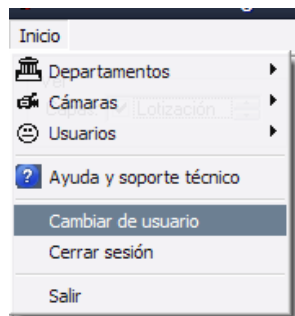 Inicio
Departamentos
Cámaras
Lotización
Usuarios
Ayuda y soporte técnico
Cambiar de usuario
Cerrar sesión
Salir